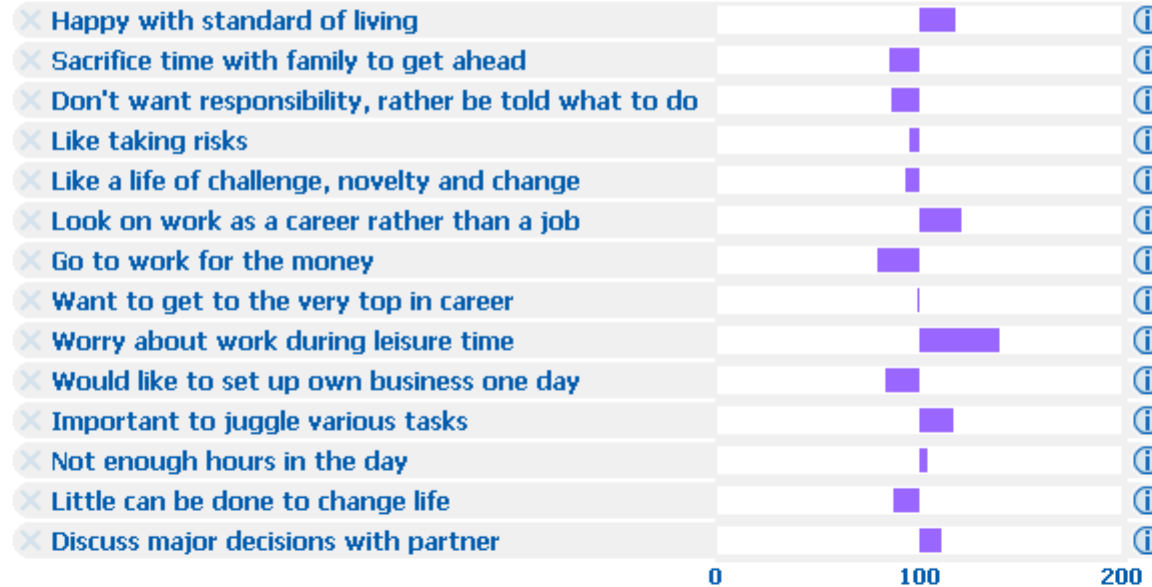 Happy with standard of living
Sacrifice time with family to get ahead
Don't want responsibility, rather be told what to do
Like taking risks
Like a life of challenge, novelty and change
Look on work as a career rather than a job
Go to work for the money
Want to get to the very top in career
Worry about work during leisure time
Would like to set up own business one day
Important to juggle various tasks
Not enough hours in the day
Little can be done to change life
Discuss major decisions with partner
0 100 200